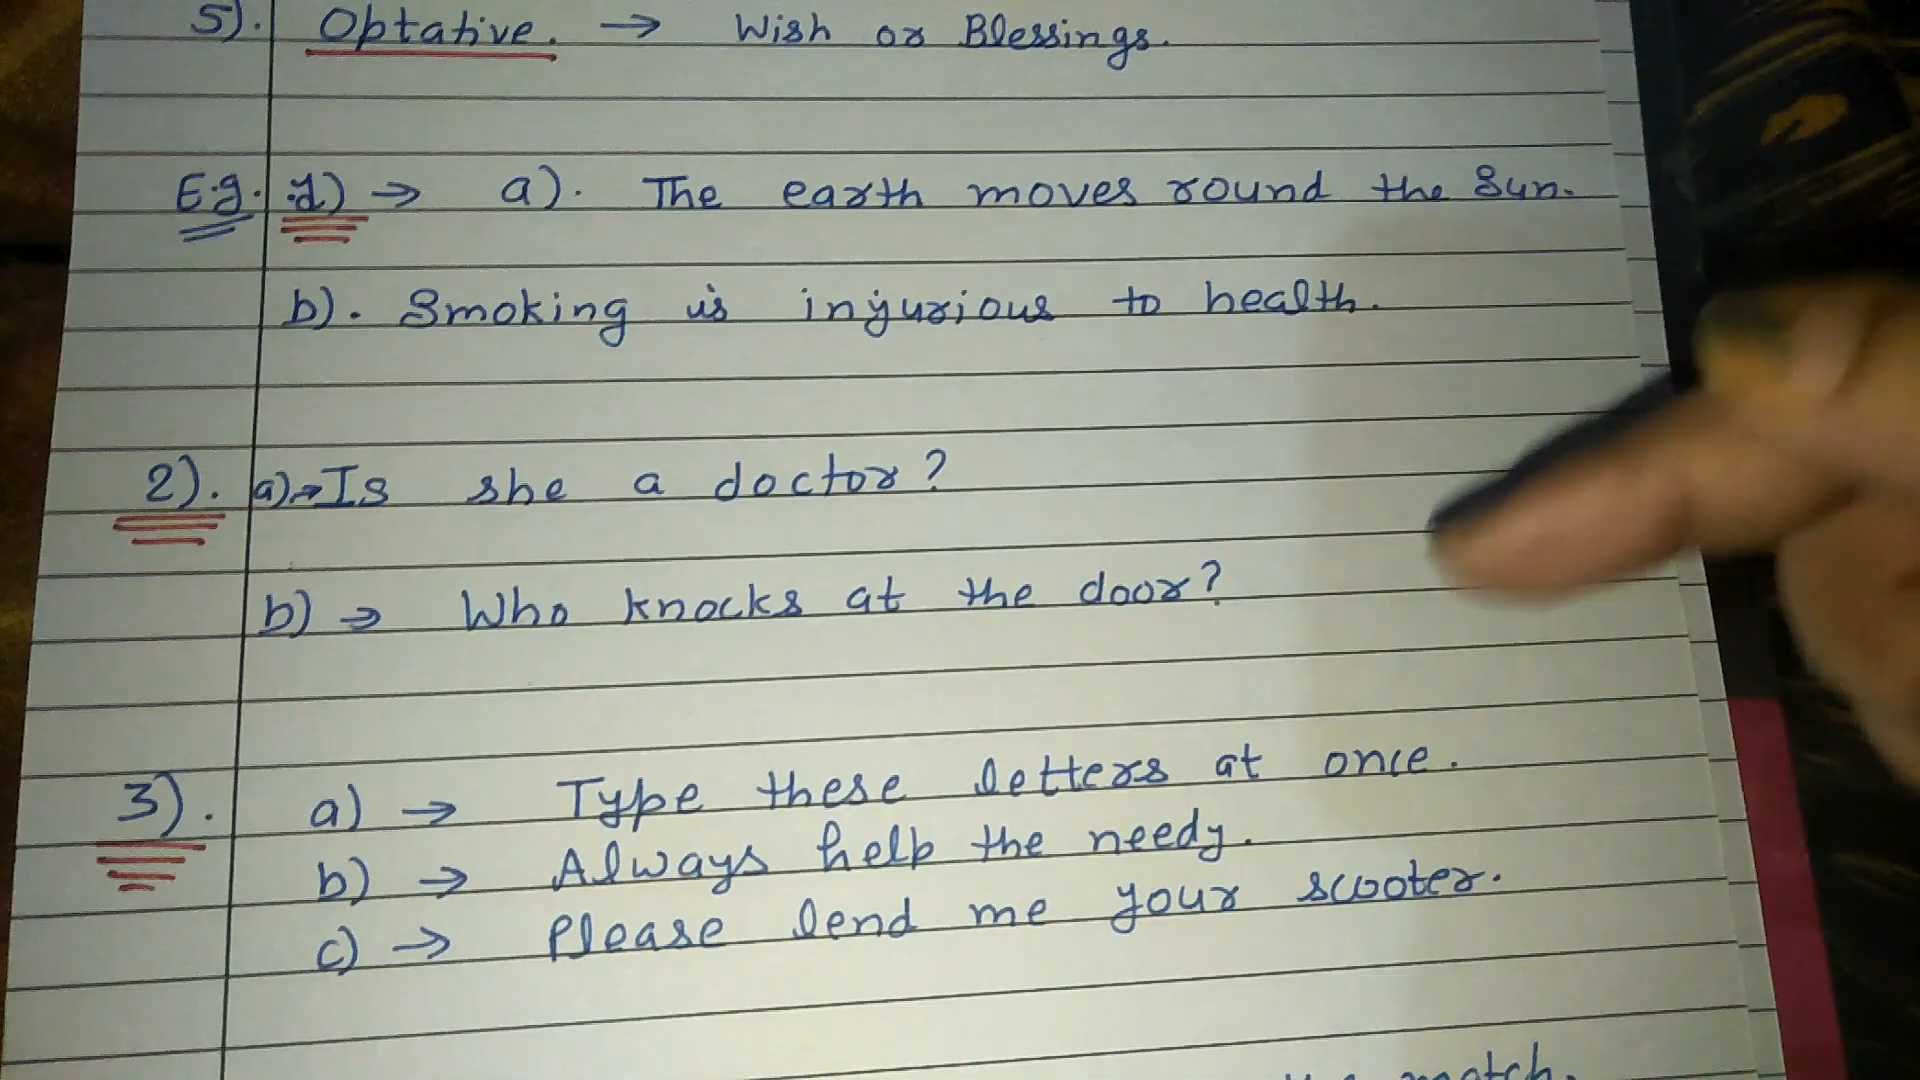 5). Optative. → Wish or Blessings.
E.g. 1) → a). The earth moves round the Sun.
b). Smoking is injurious to health.
2). a) → Is she a doctor?
b) → Who knocks at the door?
3). a) → Type these letters at once.
b) → Always help the needy.
c) → Please lend me your scooter.
match.